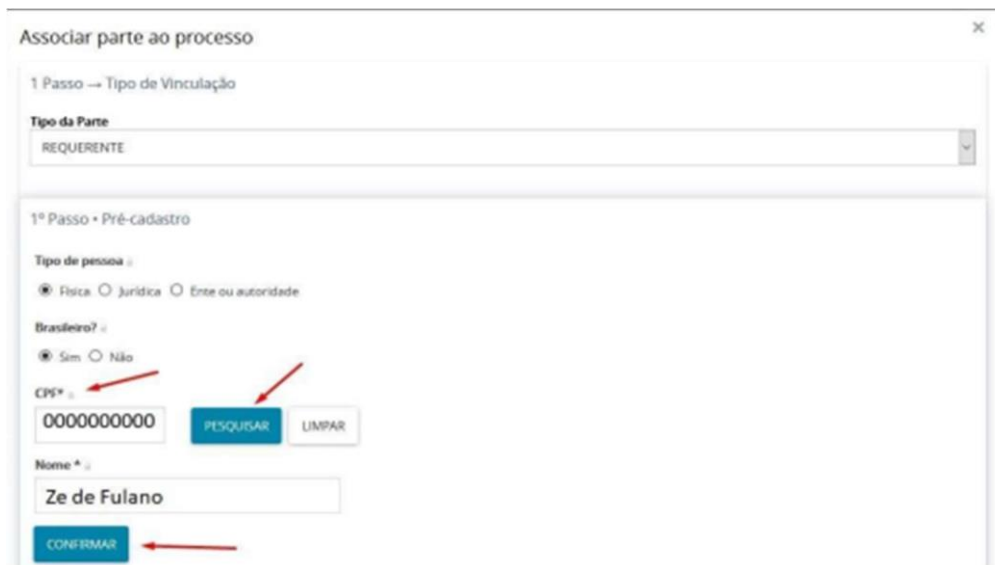 Associar parte ao processo ×
1 Passo → Tipo de Vinculação
Tipo da Parte
REQUERENTE
1º Passo • Pré-cadastro
Tipo de pessoa
Física Jurídica Ente ou autoridade
Brasileiro?
Sim Não
CPF*
0000000000 PESQUISAR LIMPAR
Nome *
Ze de Fulano
CONFIRMAR